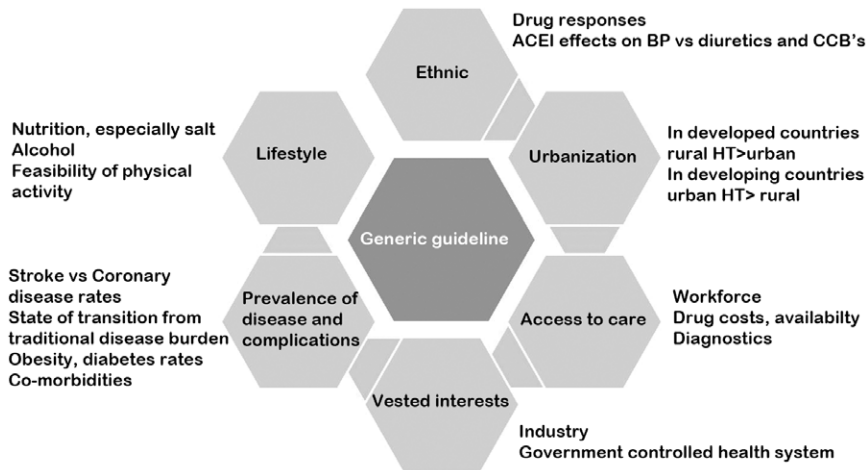 Drug responses
ACEI effects on BP vs diuretics and CCB's
Ethnic
Nutrition, especially salt
Alcohol
Feasibility of physical
activity
Lifestyle
Urbanization
In developed countries
rural HT>urban
In developing countries
urban HT> rural
Generic guideline
Stroke vs Coronary
disease rates
State of transition from
traditional disease burden
Obesity, diabetes rates
Co-morbidities
Prevalence of
disease and
complications
Access to care
Workforce
Drug costs, availabilty
Diagnostics
Vested interests
Industry
Government controlled health system